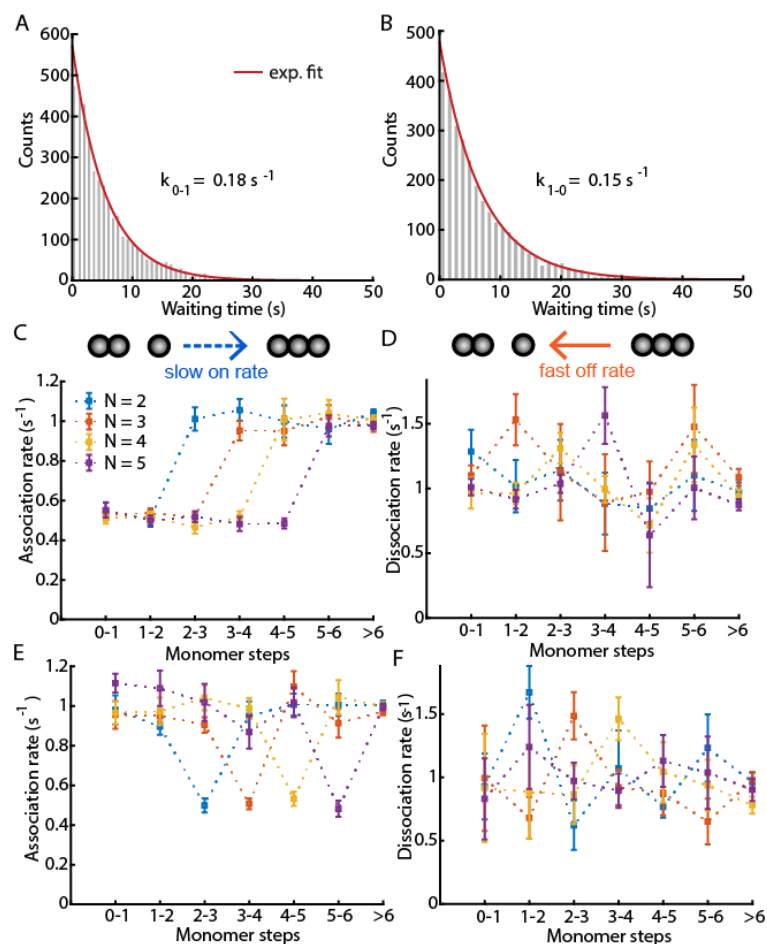 A
600
500
400
300
200
100
0
Counts
exp. fit
k0-1 = 0.18 s-1
0 10 20 30 40 50
Waiting time (s)
B
500
400
300
200
100
0
Counts
k1-0 = 0.15 s-1
0 10 20 30 40 50
Waiting time (s)
C
slow on rate
1.2
1
0.8
0.6
0.4
0.2
0
Association rate (s-1)
N = 2
N = 3
N = 4
N = 5
0-1 1-2 2-3 3-4 4-5 5-6 >6
Monomer steps
D
fast off rate
1.5
1
0.5
Dissociation rate (s-1)
0-1 1-2 2-3 3-4 4-5 5-6 >6
Monomer steps
E
1.2
1
0.8
0.6
0.4
0.2
0
Association rate (s-1)
0-1 1-2 2-3 3-4 4-5 5-6 >6
Monomer steps
F
1.5
1
0.5
0
Dissociation rate (s-1)
0-1 1-2 2-3 3-4 4-5 5-6 >6
Monomer steps